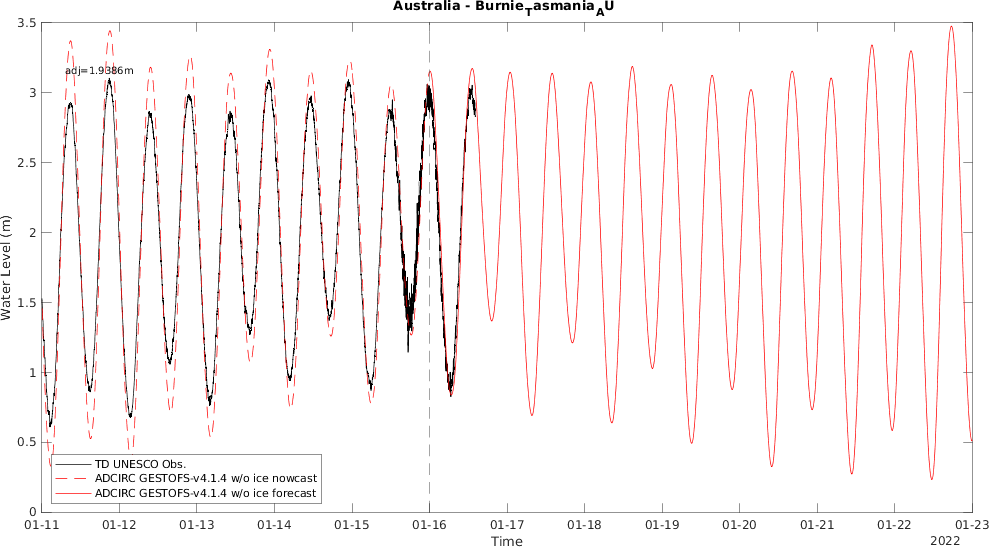 Australia - BurnieTasmaniaAU
adj=1.9386m
Water Level (m)
3.5
3
2.5
2
1.5
1
0.5
0
TD UNESCO Obs.
ADCIRC GESTOFS-v4.1.4 w/o ice nowcast
ADCIRC GESTOFS-v4.1.4 w/o ice forecast
01-11 01-12 01-13 01-14 01-15 01-16 01-17 01-18 01-19 01-20 01-21 01-22 01-23
Time
2022